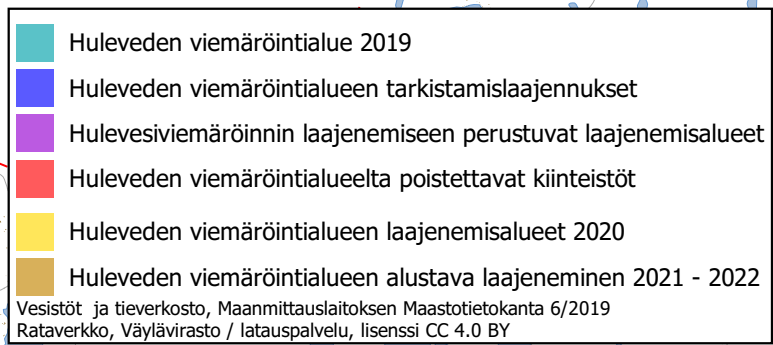 Huleveden viemäröintialue 2019
Huleveden viemäröintialueen tarkistamislaajennukset
Hulevesiviemäröinnin laajenemiseen perustuvat laajenemisalueet
Huleveden viemäröintialueelta poistettavat kiinteistöt
Huleveden viemäröintialueen laajenemisalueet 2020
Huleveden viemäröintialueen alustava laajeneminen 2021 - 2022
Vesistöt ja tieverkosto, Maanmittauslaitoksen Maastotietokanta 6/2019
Rataverkko, Väylävirasto / latauspalvelu, lisenssi CC 4.0 BY